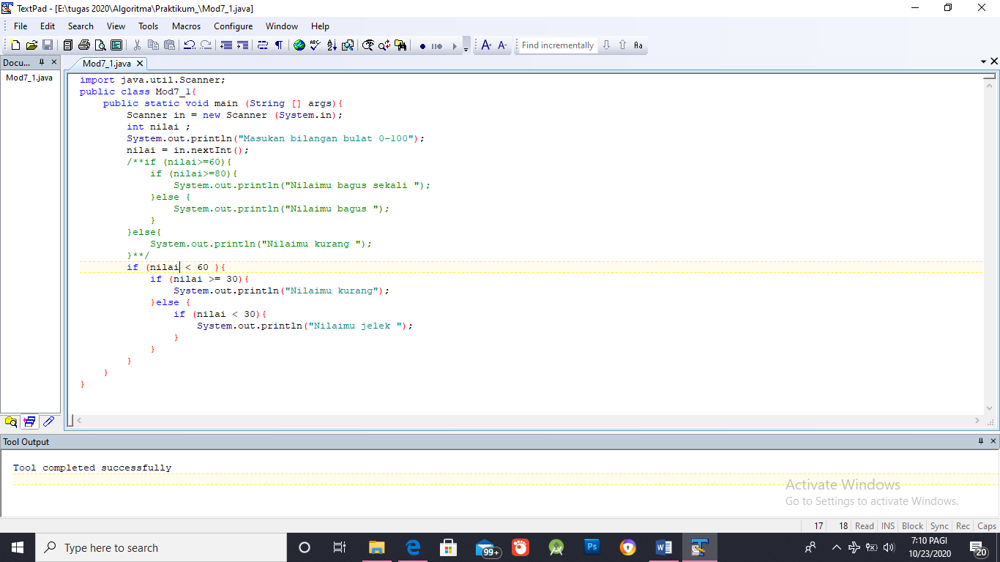 TextPad - [E:\tugas 2020\Algoritma\Praktikum_\Mod7_1.java]
File Edit Search View Tools Macros Configure Window Help
Find incrementally Aa
Docu...
Mod7_1.java
Mod7_1.java
import java.util.Scanner;
public class Mod7_1{
public static void main (String [] args){
Scanner in = new Scanner (System.in);
int nilai ;
System.out.println("Masukan bilangan bulat 0-100");
nilai = in.nextInt();
/**if (nilai>=60){
if (nilai>=80){
System.out.println("Nilaimu bagus sekali ");
}else {
System.out.println("Nilaimu bagus ");
}
}else{
System.out.println("Nilaimu kurang ");
}**/
if (nilai < 60 ){
if (nilai >= 30){
System.out.println("Nilaimu kurang");
}else {
if (nilai < 30){
System.out.println("Nilaimu jelek ");
}
}
}
}
}
Tool Output
Tool completed successfully
Activate Windows
Go to Settings to activate Windows.
17 18 Read INS Block Sync Rec Caps
Type here to search
99+
Ps
7:10 PAGI
10/23/2020
20